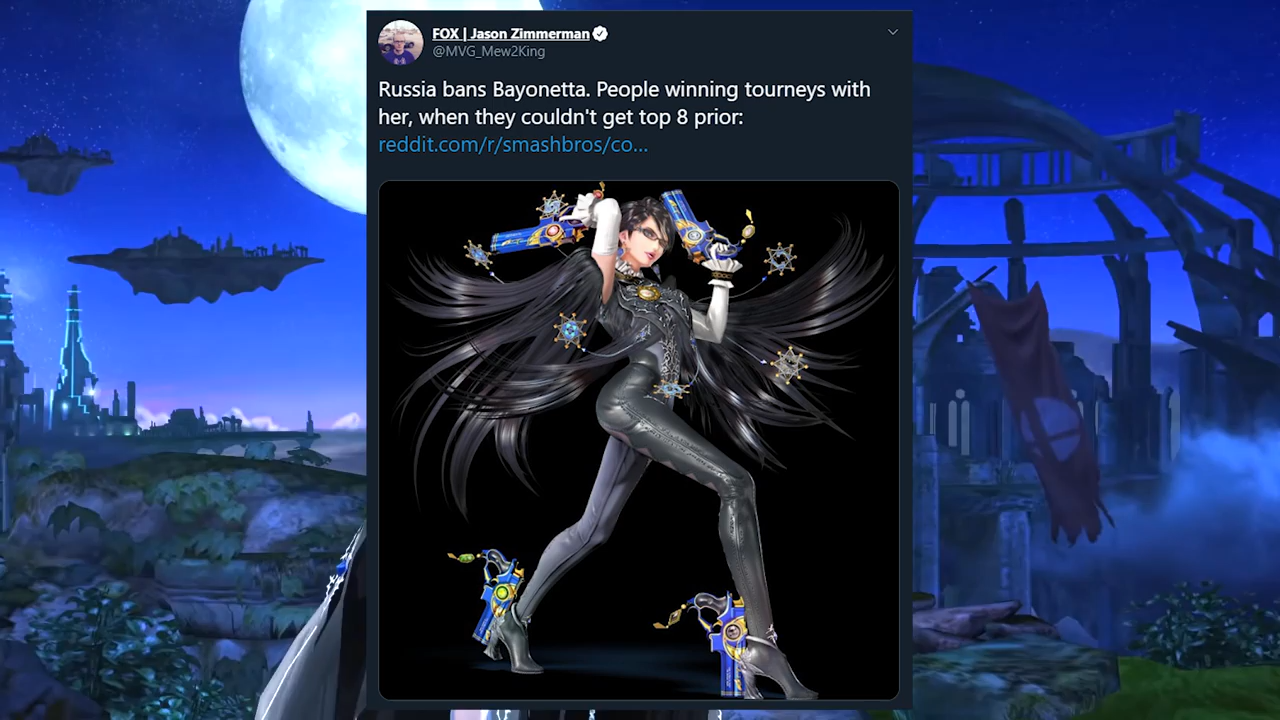 FOX | Jason Zimmerman
@MVG_Mew2King
Russia bans Bayonetta. People winning tourneys with
her, when they couldn't get top 8 prior:
reddit.com/r/smashbros/co...